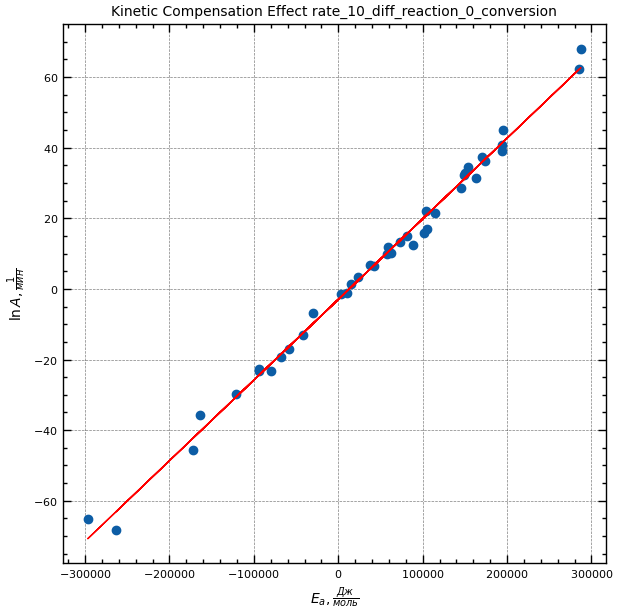 Kinetic Compensation Effect rate_10_diff_reaction_0_conversion
ln A, 1/мин
60
40
20
0
−20
−40
−60
−300000 −200000 −100000 0 100000 200000 300000
Eₐ, Дж/моль